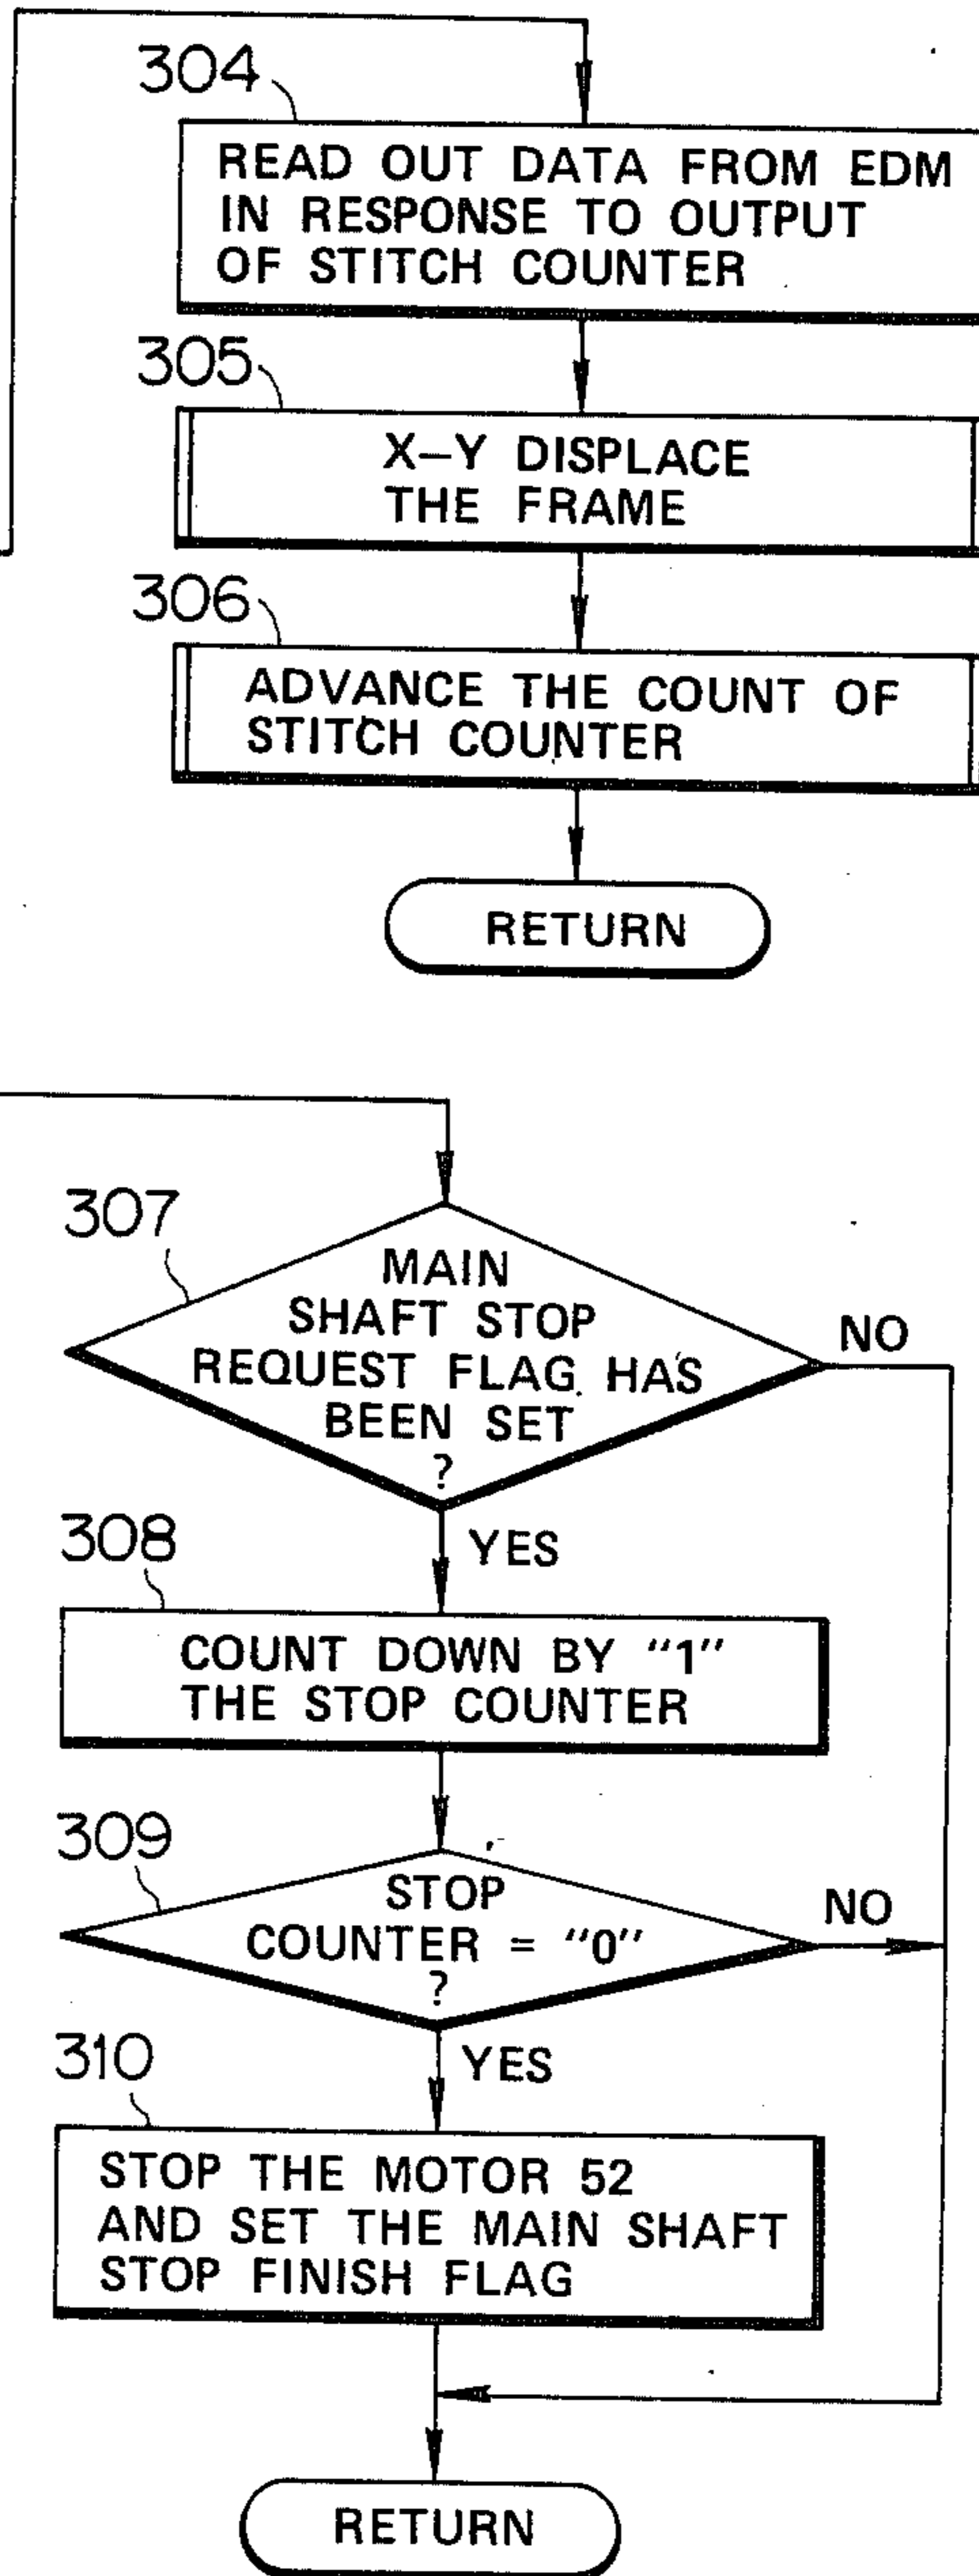 304
READ OUT DATA FROM EDM
IN RESPONSE TO OUTPUT
OF STITCH COUNTER
305
X–Y DISPLACE
THE FRAME
306
ADVANCE THE COUNT OF
STITCH COUNTER
RETURN
307
MAIN
SHAFT STOP
REQUEST FLAG HAS
BEEN SET
?
NO
YES
308
COUNT DOWN BY “1”
THE STOP COUNTER
309
STOP
COUNTER = “0”
?
NO
YES
310
STOP THE MOTOR 52
AND SET THE MAIN SHAFT
STOP FINISH FLAG
RETURN